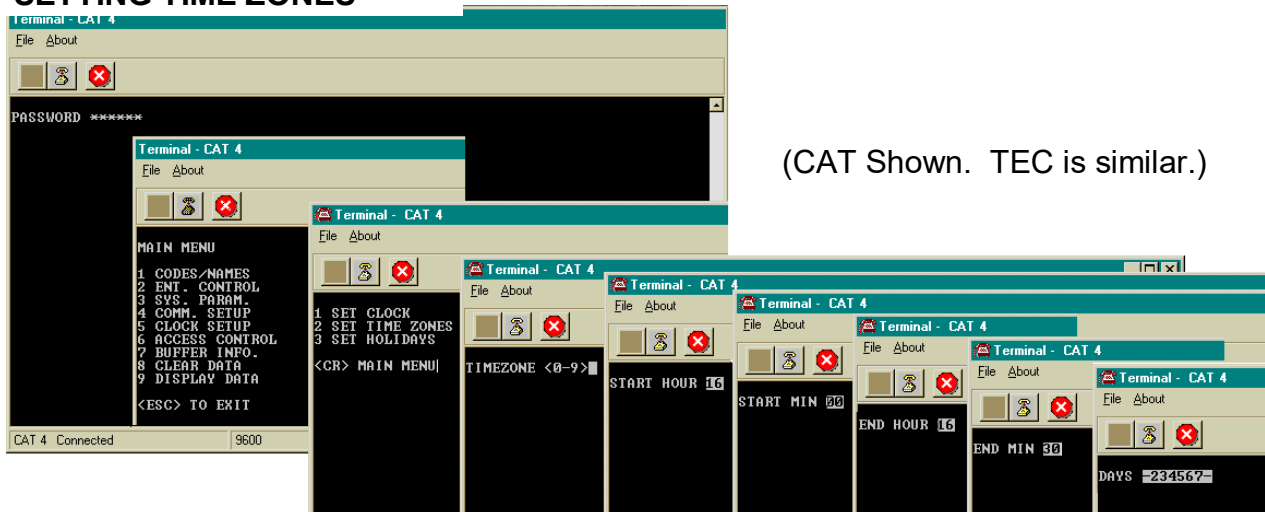 SETTING TIME ZONES
Terminal - CAT 4
File About
PASSWORD ******
(CAT Shown. TEC is similar.)
Terminal - CAT 4
File About
MAIN MENU
1 CODES/NAMES
2 ENT. CONTROL
3 SYS. PARAM.
4 COMM. SETUP
5 CLOCK SETUP
6 ACCESS CONTROL
7 BUFFER INFO.
8 CLEAR DATA
9 DISPLAY DATA
<ESC> TO EXIT
CAT 4 Connected 9600
Terminal - CAT 4
File About
1 SET CLOCK
2 SET TIME ZONES
3 SET HOLIDAYS
<CR> MAIN MENU
Terminal - CAT 4
File About
TIMEZONE <0-9>
Terminal - CAT 4
File About
START HOUR 16
Terminal - CAT 4
File About
START MIN 00
Terminal - CAT 4
File About
END HOUR 16
Terminal - CAT 4
File About
END MIN 30
Terminal - CAT 4
File About
DAYS -234567-